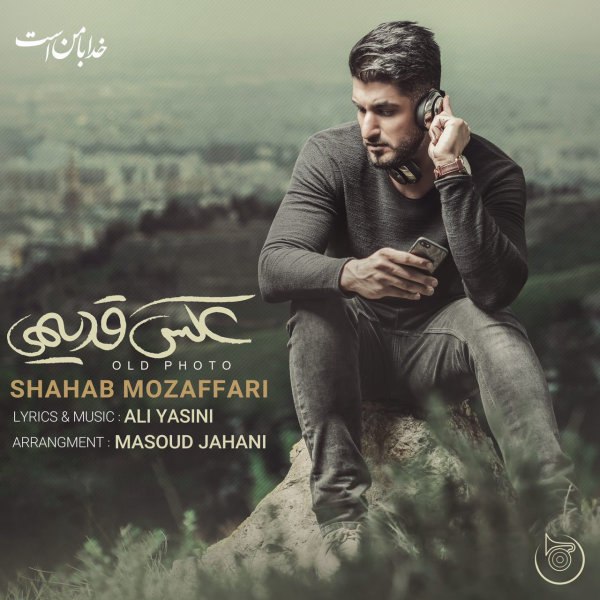 خدا با من است
عکس قدیمی
OLD PHOTO
SHAHAB MOZAFFARI
LYRICS & MUSIC : ALI YASINI
ARRANGMENT : MASOUD JAHANI